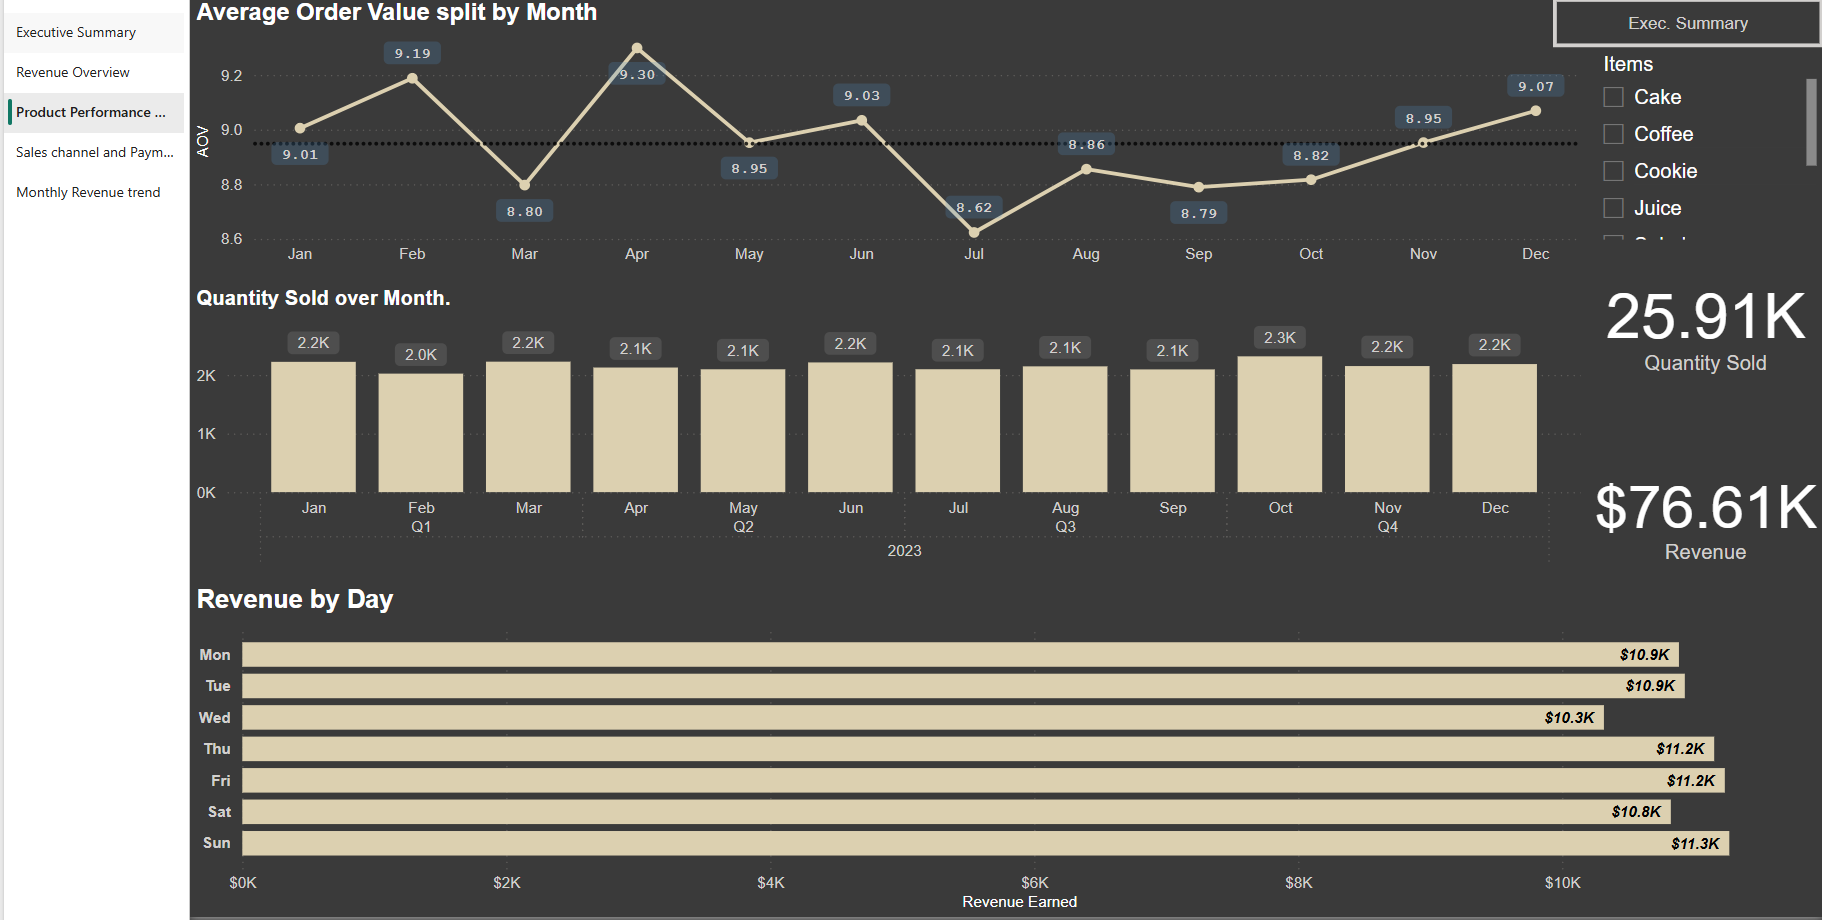 Executive Summary
Revenue Overview
Product Performance ...
Sales channel and Paym...
Monthly Revenue trend
Average Order Value split by Month
AOV
9.2
9.0
8.8
8.6
9.01
9.19
8.80
9.30
8.95
9.03
8.62
8.86
8.79
8.82
8.95
9.07
Jan Feb Mar Apr May Jun Jul Aug Sep Oct Nov Dec
Exec. Summary
Items
Cake
Coffee
Cookie
Juice
Quantity Sold over Month.
2.2K 2.0K 2.2K 2.1K 2.1K 2.2K 2.1K 2.1K 2.1K 2.3K 2.2K 2.2K
2K
1K
0K
Jan Feb Mar Apr May Jun Jul Aug Sep Oct Nov Dec
Q1 Q2 Q3 Q4
2023
25.91K
Quantity Sold
$76.61K
Revenue
Revenue by Day
Mon $10.9K
Tue $10.9K
Wed $10.3K
Thu $11.2K
Fri $11.2K
Sat $10.8K
Sun $11.3K
$0K $2K $4K $6K $8K $10K
Revenue Earned